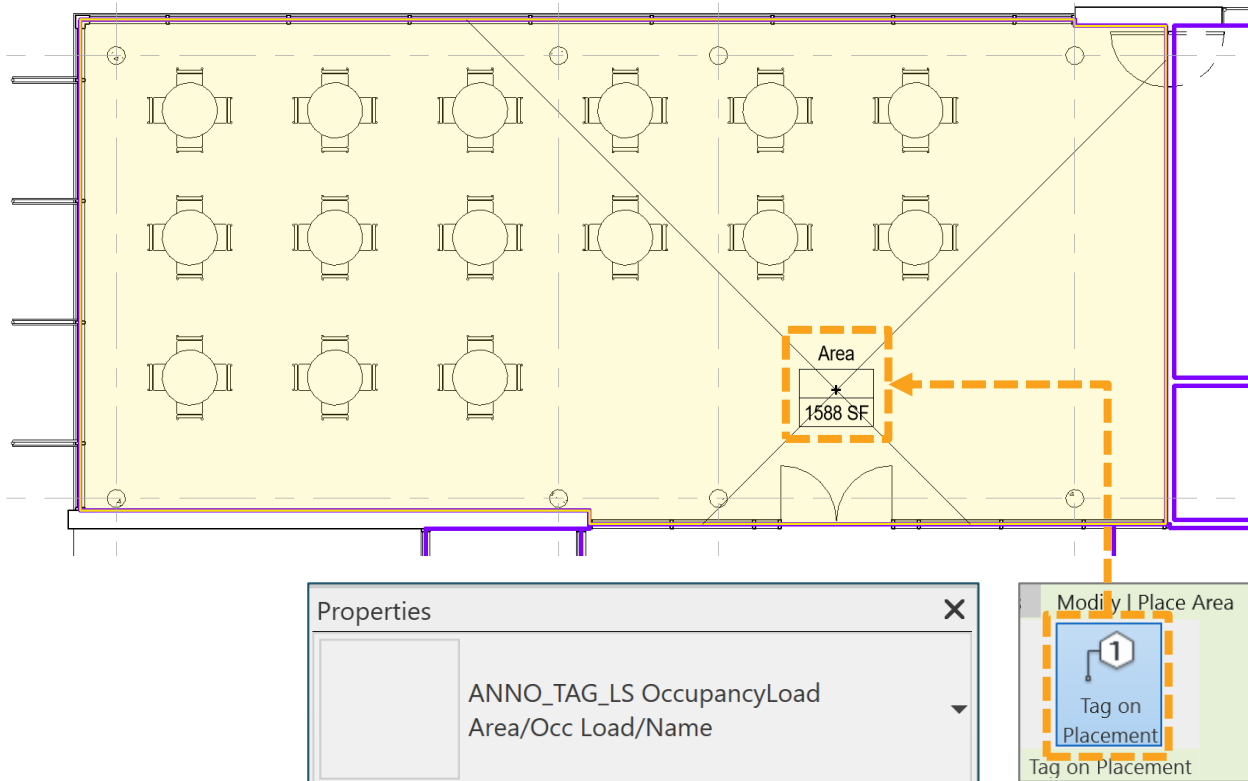 Area
1588 SF
Properties
ANNO_TAG_LS OccupancyLoad
Area/Occ Load/Name
Modify | Place Area
1
Tag on
Placement
Tag on Placement